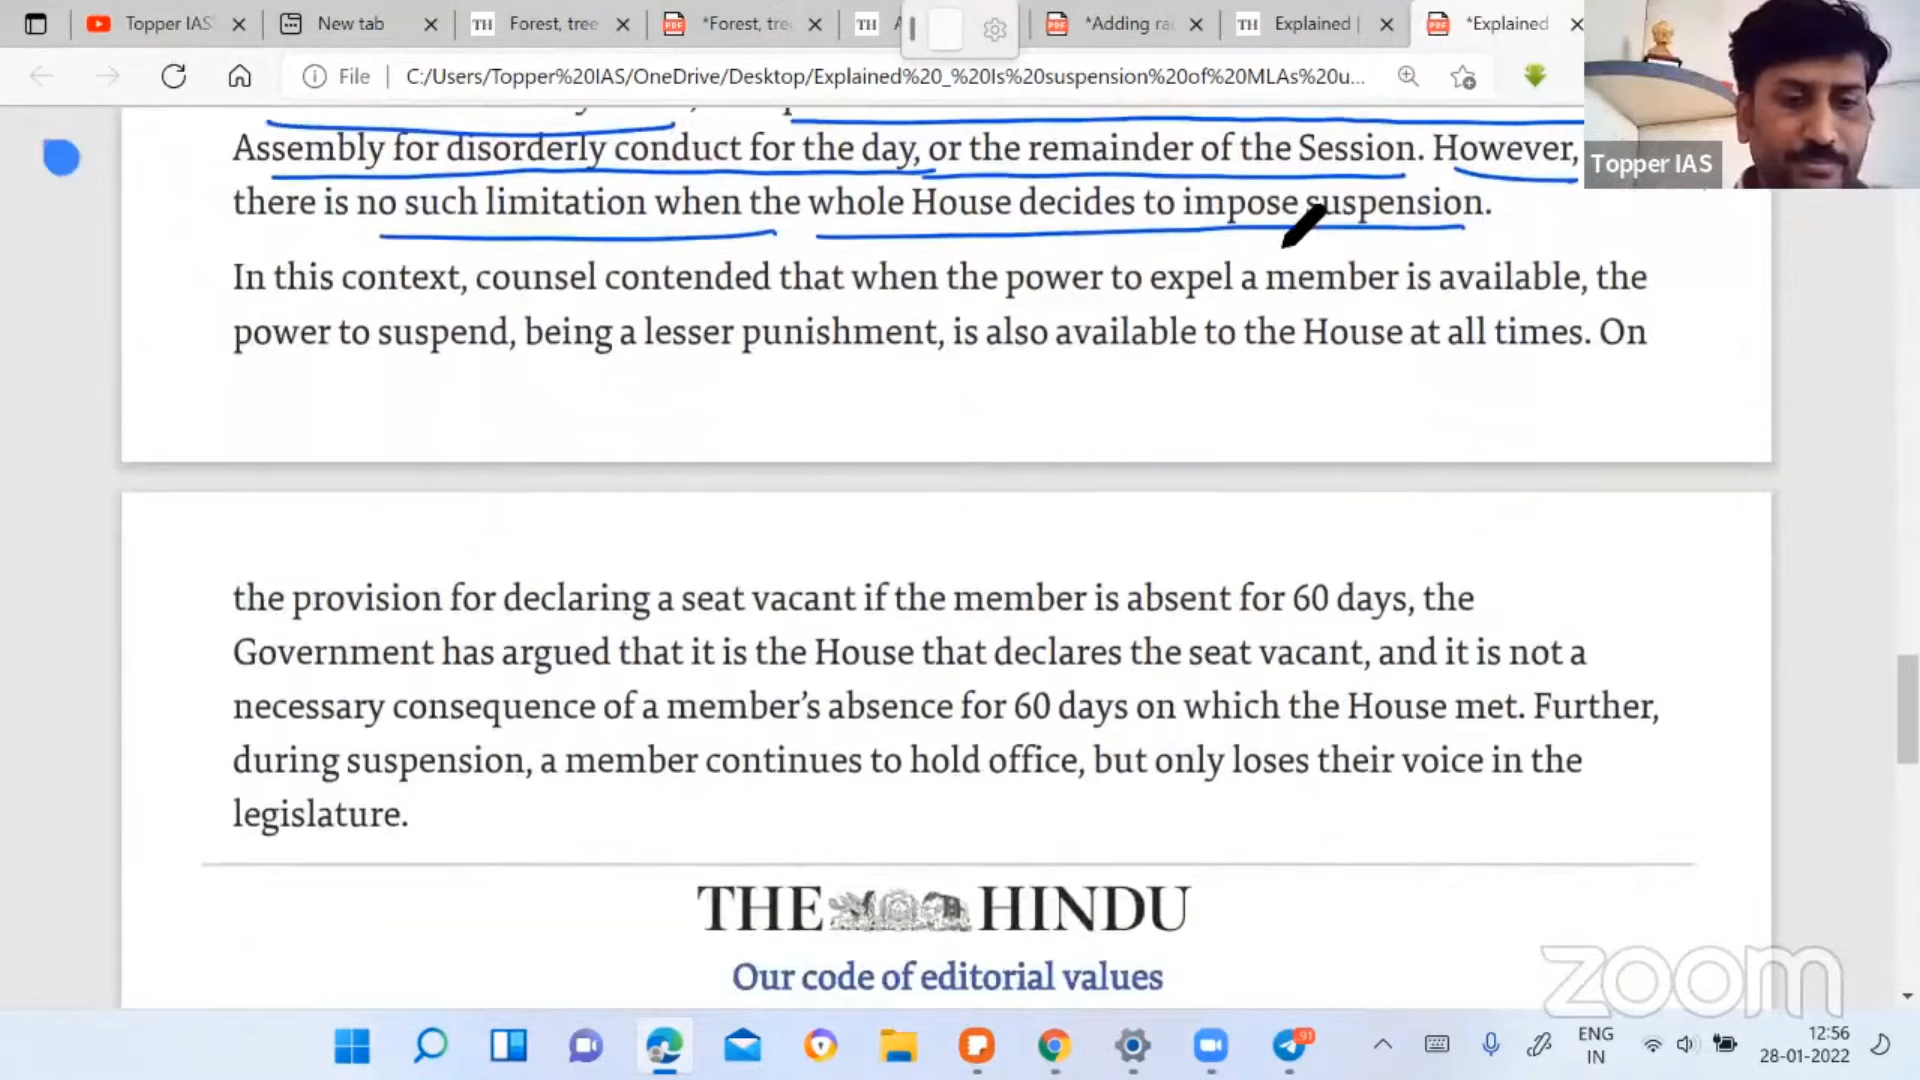 Topper IAS
New tab
Forest, tree
*Forest, tre
*Adding ra
Explained |
*Explained
File
C:/Users/Topper%20IAS/OneDrive/Desktop/Explained%20_%20Is%20suspension%20of%20MLAs%20u...
Topper IAS
Assembly for disorderly conduct for the day, or the remainder of the Session. However,
there is no such limitation when the whole House decides to impose suspension.
In this context, counsel contended that when the power to expel a member is available, the
power to suspend, being a lesser punishment, is also available to the House at all times. On
the provision for declaring a seat vacant if the member is absent for 60 days, the
Government has argued that it is the House that declares the seat vacant, and it is not a
necessary consequence of a member’s absence for 60 days on which the House met. Further,
during suspension, a member continues to hold office, but only loses their voice in the
legislature.
THE HINDU
Our code of editorial values
zoom
91
ENG
IN
12:56
28-01-2022